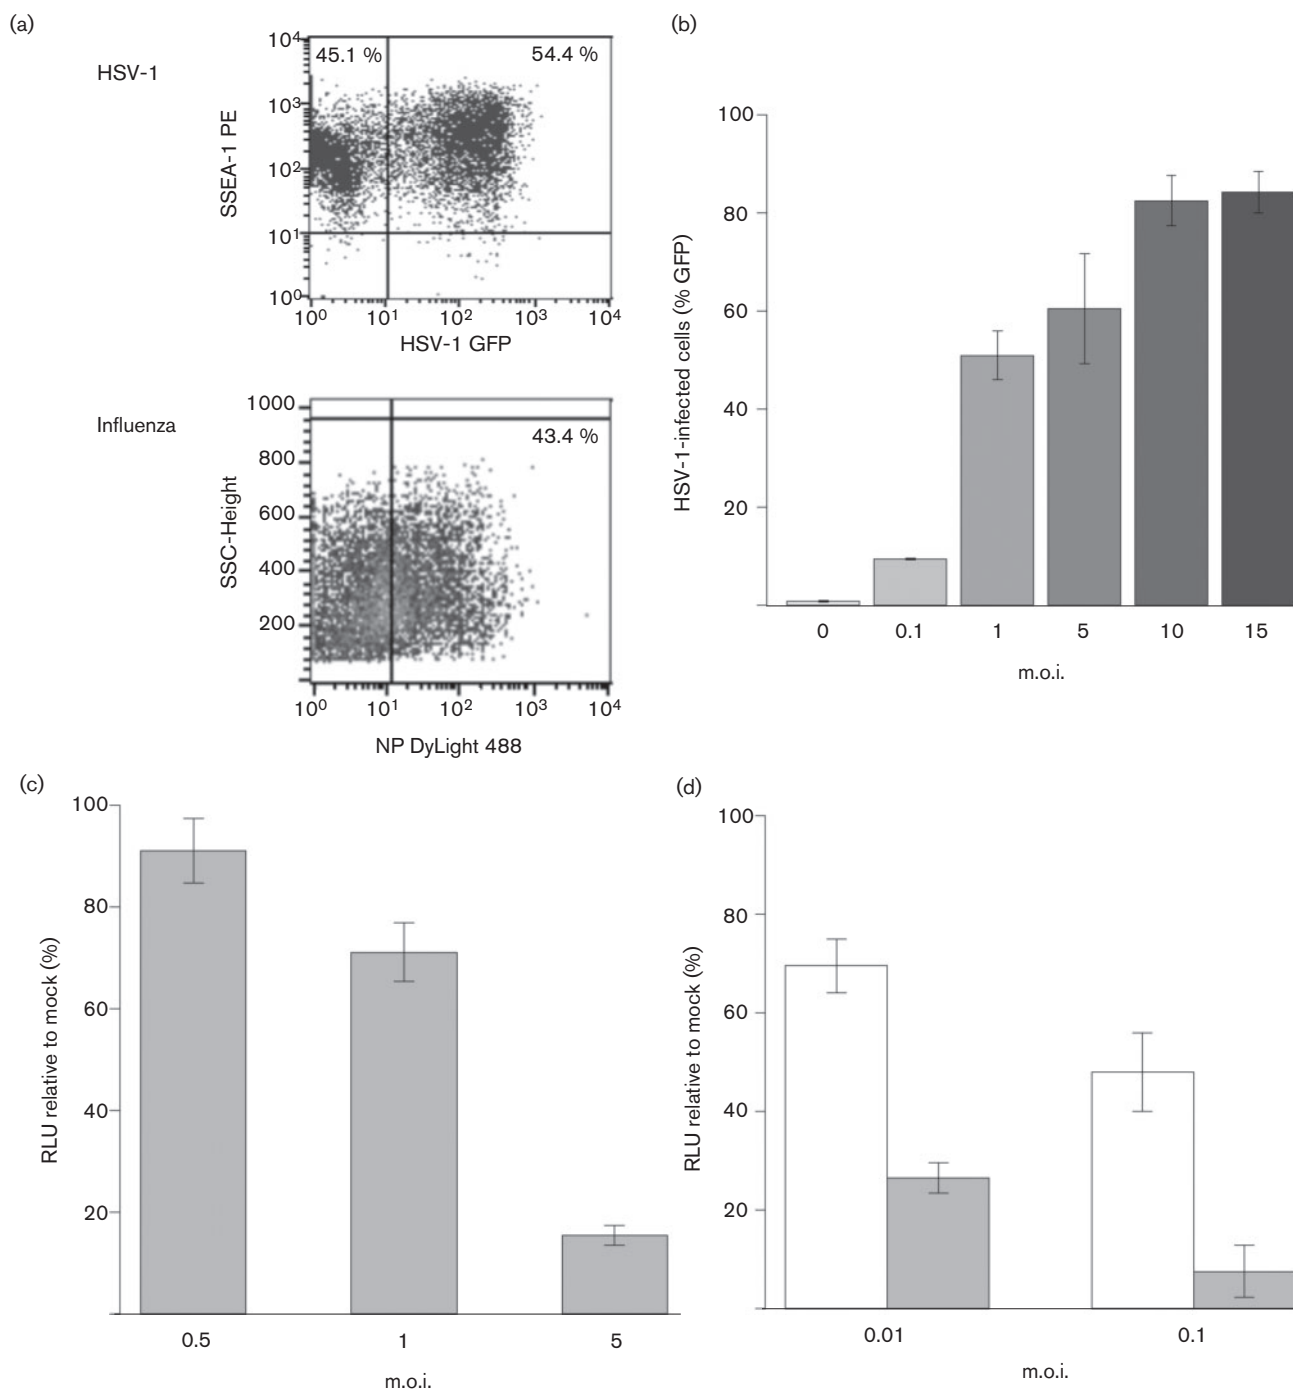 (a)
HSV-1
45.1 %
54.4 %
10⁴
10³
10²
10¹
10⁰
SSEA-1 PE
10⁰ 10¹ 10² 10³ 10⁴
HSV-1 GFP
Influenza
43.4 %
1000
800
600
400
200
SSC-Height
10⁰ 10¹ 10² 10³ 10⁴
NP DyLight 488
(b)
100
80
60
40
20
HSV-1-infected cells (% GFP)
0 0.1 1 5 10 15
m.o.i.
(c)
100
80
60
40
20
RLU relative to mock (%)
0.5 1 5
m.o.i.
(d)
100
80
60
40
20
RLU relative to mock (%)
0.01 0.1
m.o.i.